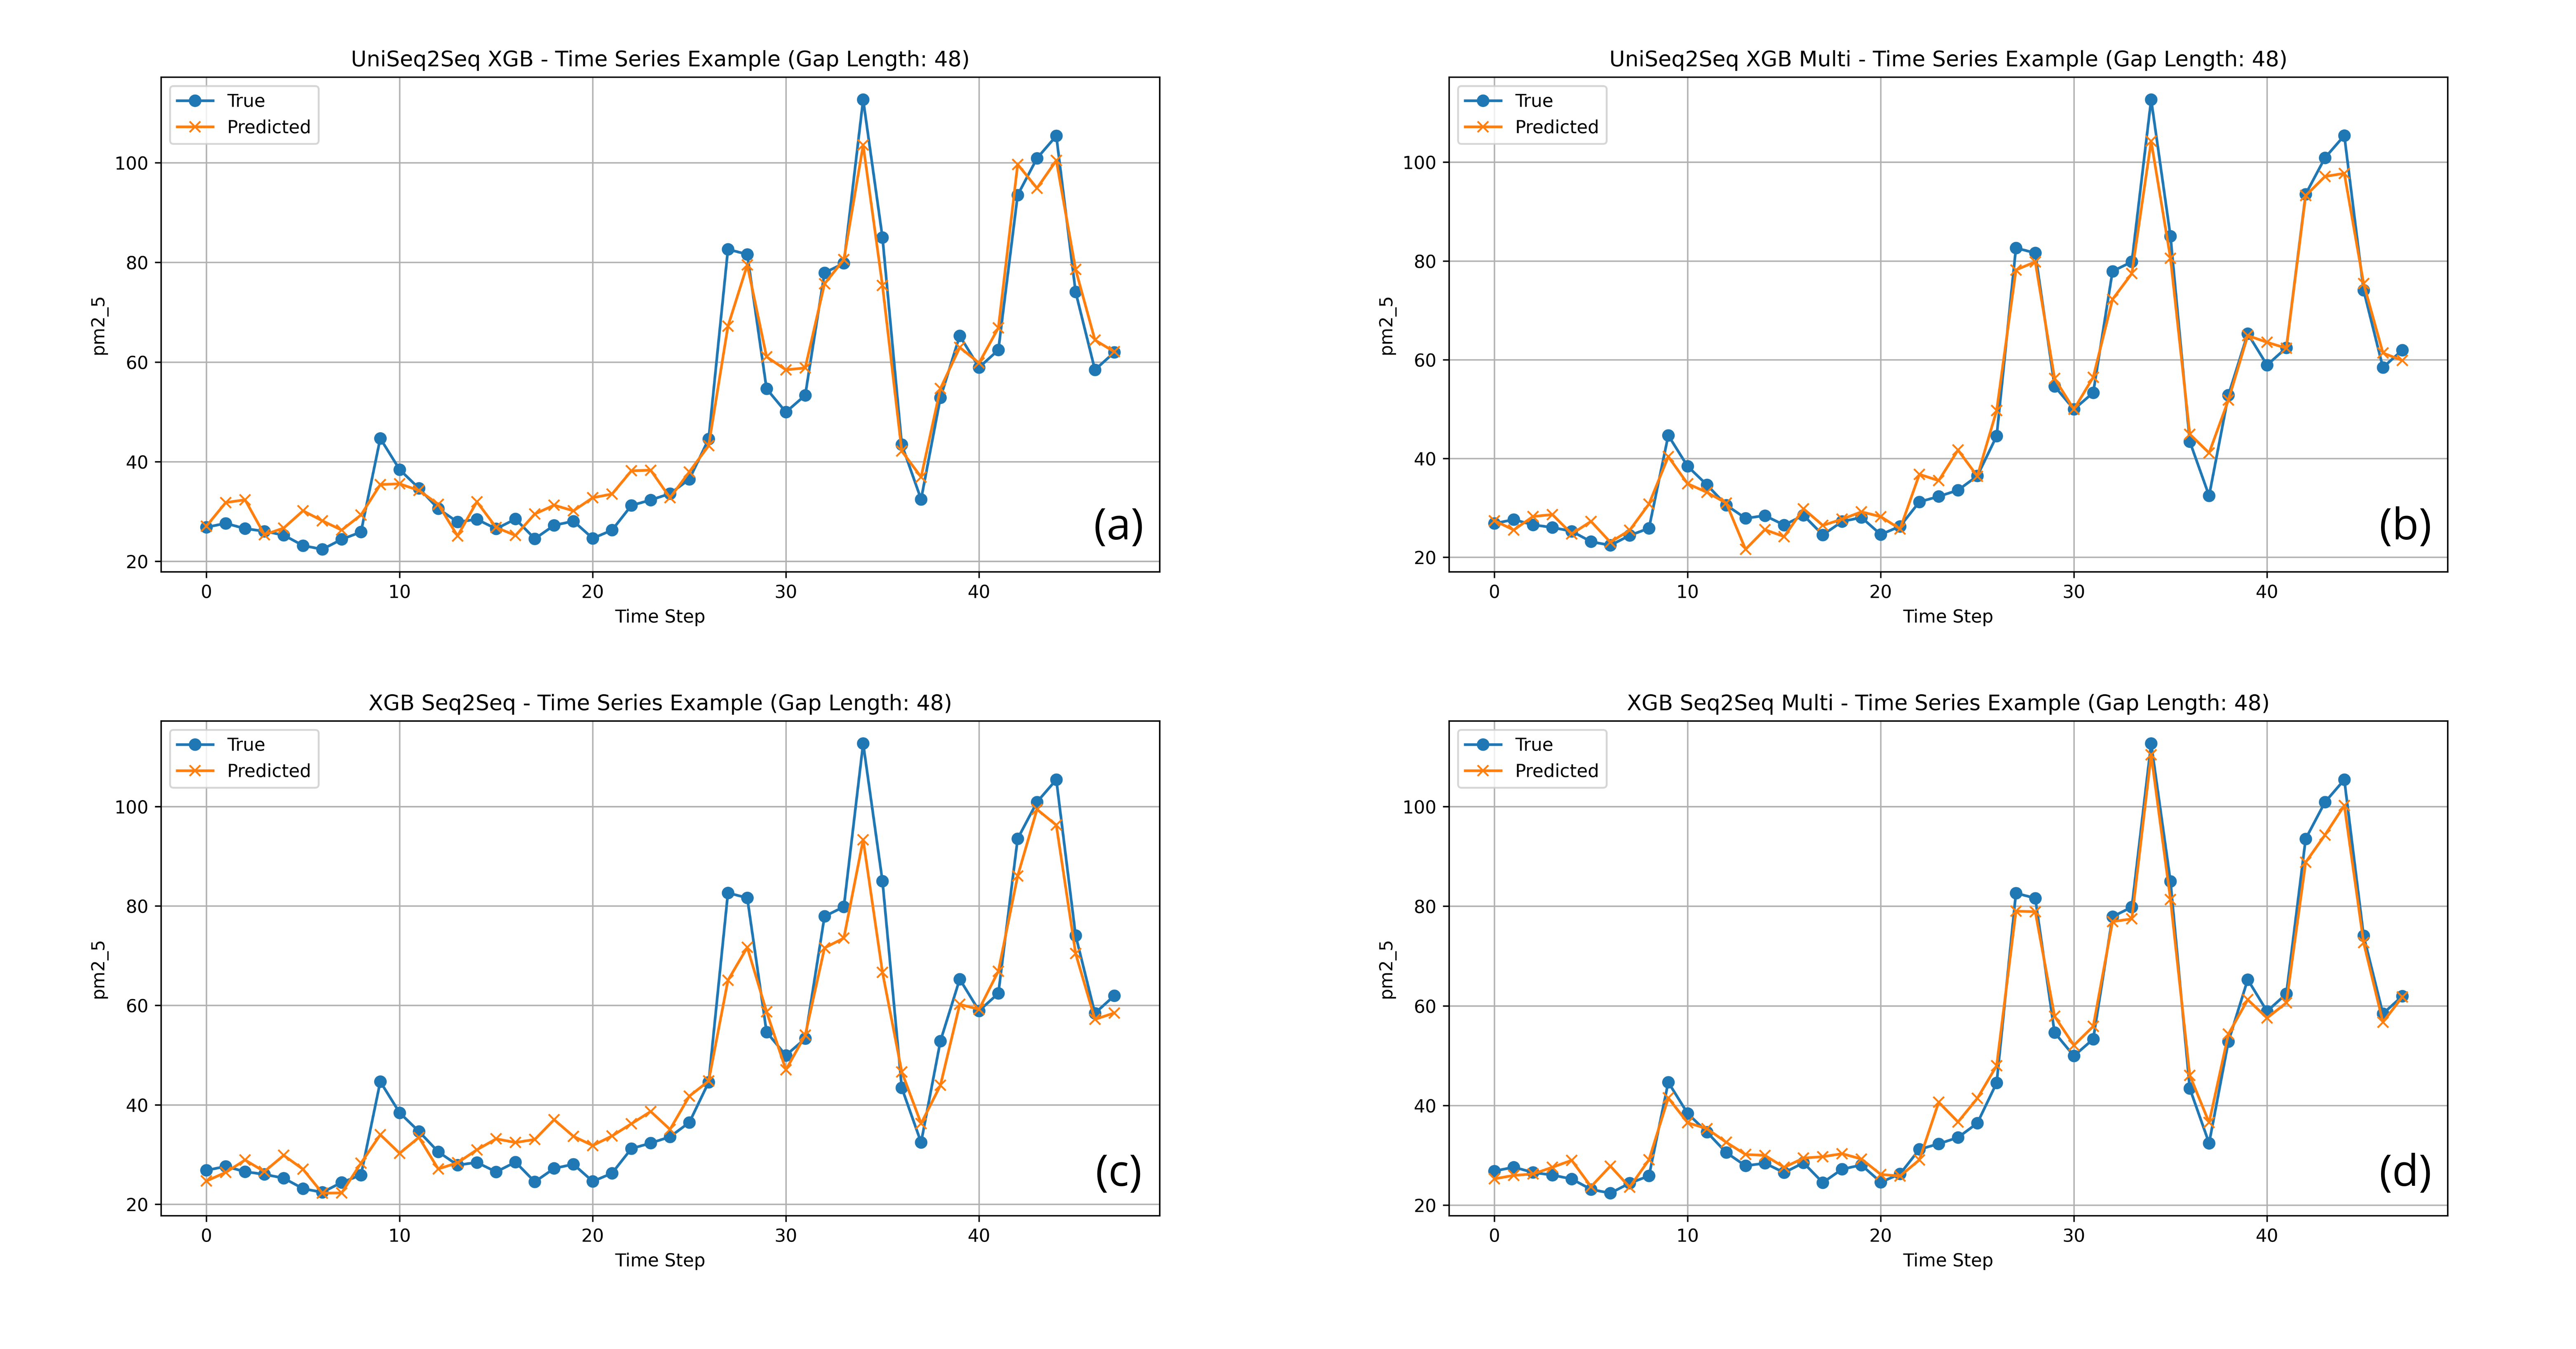 UniSeq2Seq XGB - Time Series Example (Gap Length: 48)
True
Predicted
100
80
60
40
20
pm2_5
0 10 20 30 40
Time Step
(a)
UniSeq2Seq XGB Multi - Time Series Example (Gap Length: 48)
True
Predicted
100
80
60
40
20
pm2_5
0 10 20 30 40
Time Step
(b)
XGB Seq2Seq - Time Series Example (Gap Length: 48)
True
Predicted
100
80
60
40
20
pm2_5
0 10 20 30 40
Time Step
(c)
XGB Seq2Seq Multi - Time Series Example (Gap Length: 48)
True
Predicted
100
80
60
40
20
pm2_5
0 10 20 30 40
Time Step
(d)